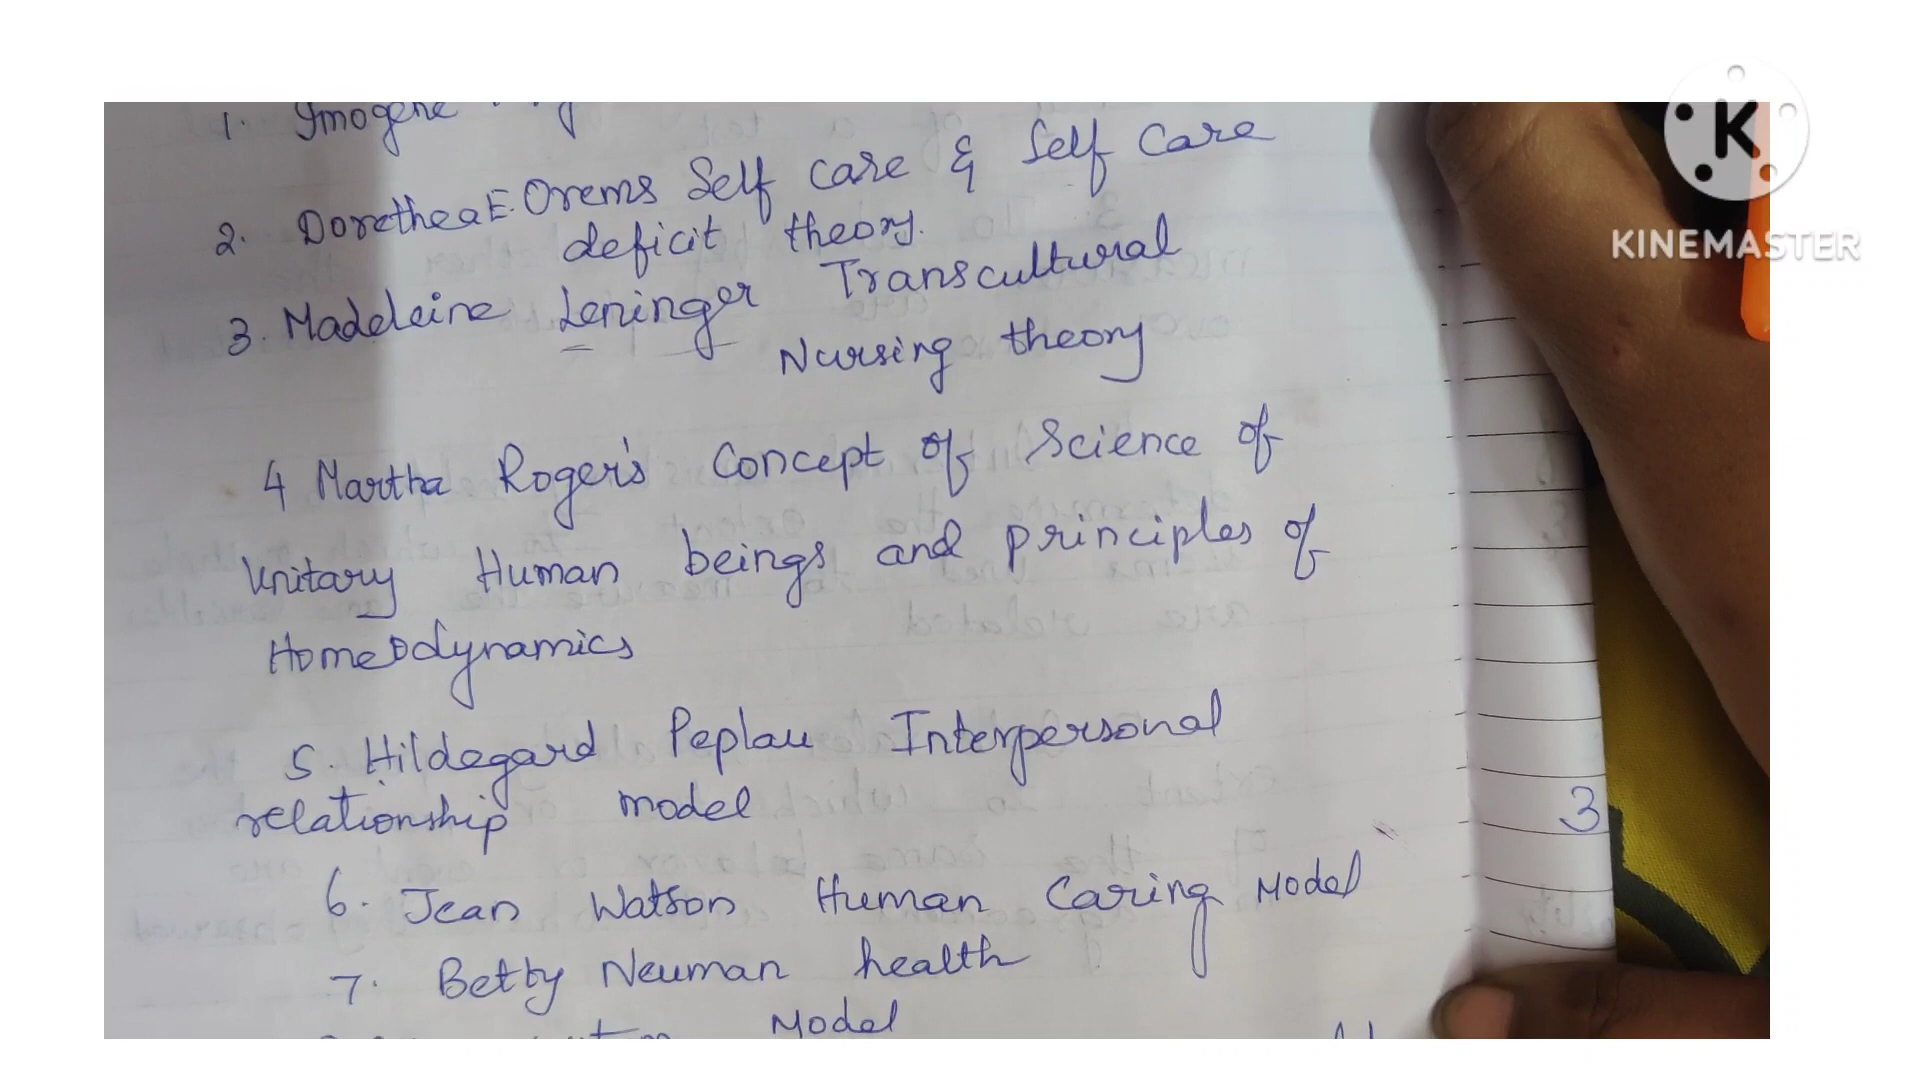 1. Imogene
2. Dorethea E. Orems Self care & Self Care
deficit theory.
3. Madeleine Leninger Transcultural
Nursing theory
4 Martha Roger's Concept of Science of
Unitary Human beings and principles of
Homeodynamics
5. Hildegard Peplau Interpersonal
relationship model
6. Jean Watson Human Caring Model
7. Betty Neuman health
Model
3
K
KINEMASTER